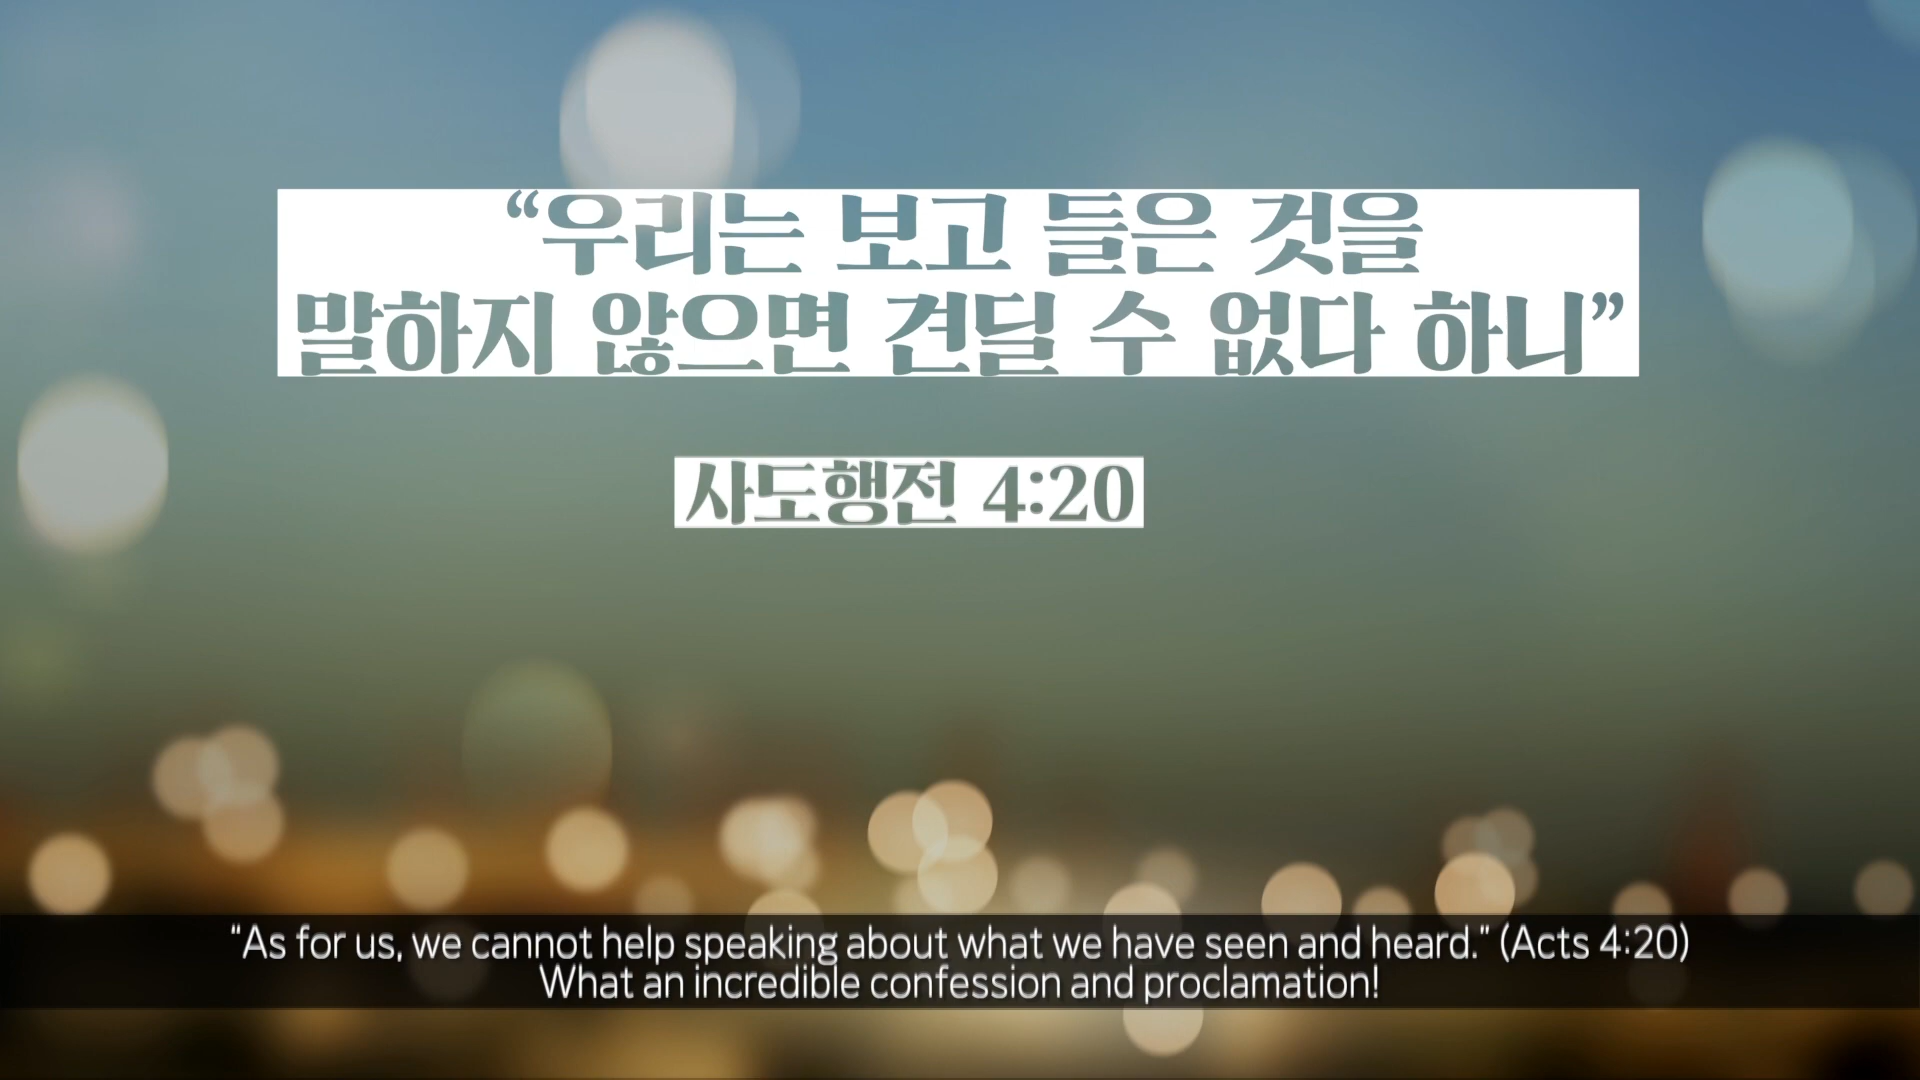 “우리는 보고 들은 것을
말하지 않으면 견딜 수 없다 하니”
사도행전 4:20
“As for us, we cannot help speaking about what we have seen and heard.” (Acts 4:20)
What an incredible confession and proclamation!